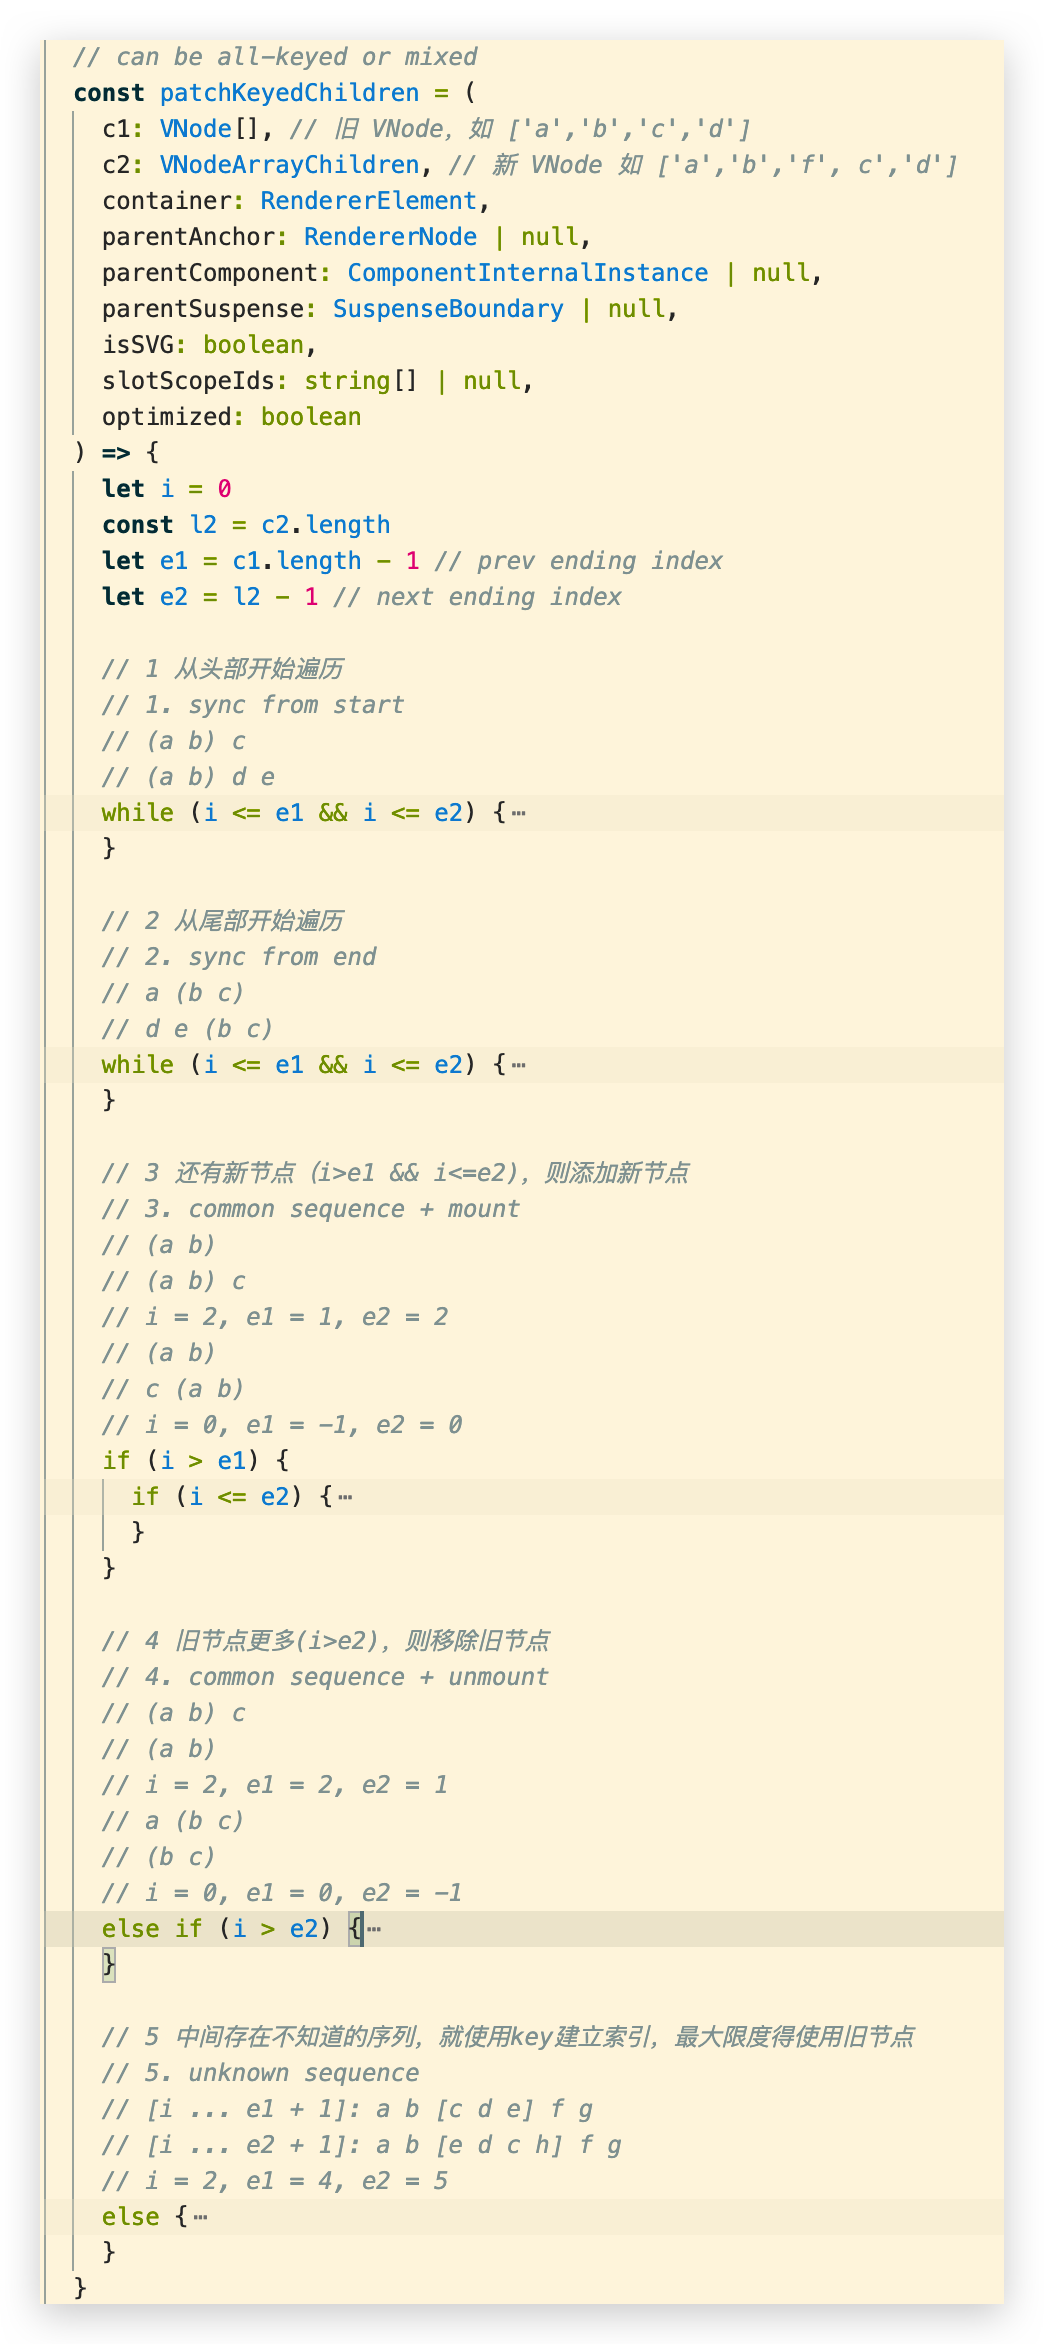 // can be all-keyed or mixed
const patchKeyedChildren = (
c1: VNode[], // 旧 VNode，如 ['a','b','c','d']
c2: VNodeArrayChildren, // 新 VNode 如 ['a','b','f', c','d']
container: RendererElement,
parentAnchor: RendererNode | null,
parentComponent: ComponentInternalInstance | null,
parentSuspense: SuspenseBoundary | null,
isSVG: boolean,
slotScopeIds: string[] | null,
optimized: boolean
) => {
let i = 0
const l2 = c2.length
let e1 = c1.length - 1 // prev ending index
let e2 = l2 - 1 // next ending index
// 1 从头部开始遍历
// 1. sync from start
// (a b) c
// (a b) d e
while (i <= e1 && i <= e2) {⋯
}
// 2 从尾部开始遍历
// 2. sync from end
// a (b c)
// d e (b c)
while (i <= e1 && i <= e2) {⋯
}
// 3 还有新节点（i>e1 && i<=e2)，则添加新节点
// 3. common sequence + mount
// (a b)
// (a b) c
// i = 2, e1 = 1, e2 = 2
// (a b)
// c (a b)
// i = 0, e1 = -1, e2 = 0
if (i > e1) {
if (i <= e2) {⋯
}
}
// 4 旧节点更多(i>e2)，则移除旧节点
// 4. common sequence + unmount
// (a b) c
// (a b)
// i = 2, e1 = 2, e2 = 1
// a (b c)
// (b c)
// i = 0, e1 = 0, e2 = -1
else if (i > e2) {⋯
}
// 5 中间存在不知道的序列，就使用key建立索引，最大限度得使用旧节点
// 5. unknown sequence
// [i ... e1 + 1]: a b [c d e] f g
// [i ... e2 + 1]: a b [e d c h] f g
// i = 2, e1 = 4, e2 = 5
else {⋯
}
}